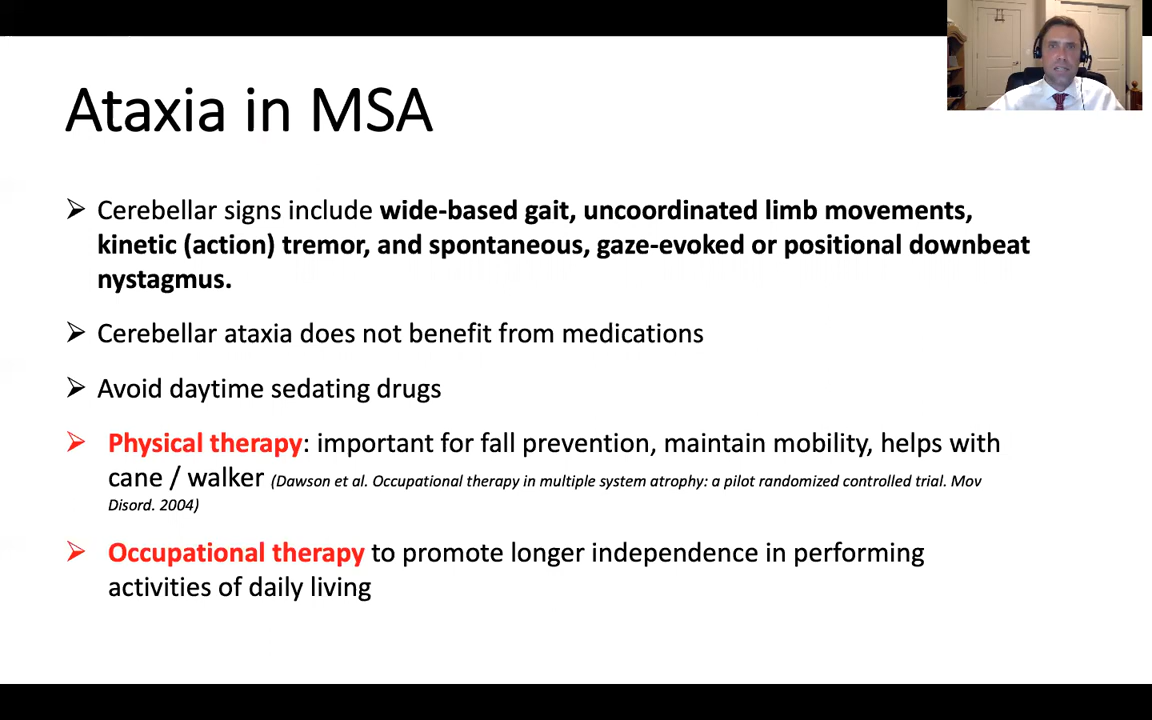 Ataxia in MSA
➢ Cerebellar signs include wide-based gait, uncoordinated limb movements,
kinetic (action) tremor, and spontaneous, gaze-evoked or positional downbeat
nystagmus.
➢ Cerebellar ataxia does not benefit from medications
➢ Avoid daytime sedating drugs
➢ Physical therapy: important for fall prevention, maintain mobility, helps with
cane / walker (Dawson et al. Occupational therapy in multiple system atrophy: a pilot randomized controlled trial. Mov
Disord. 2004)
➢ Occupational therapy to promote longer independence in performing
activities of daily living